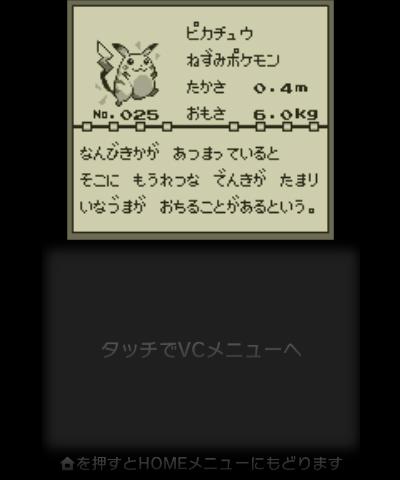 ピカチュウ
ねずみポケモン
たかさ 0.4m
No.025 おもさ 6.0kg
なんびきかが あつまっていると
そこに もうれつな でんきが たまり
いなづまが おちることがあるという。
タッチでVCメニューへ
を押すとHOMEメニューにもどります